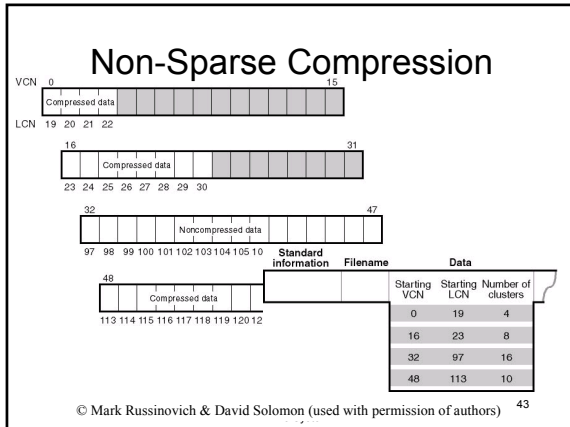 Non-Sparse Compression
VCN 0 15
Compressed data
LCN 19 20 21 22
16 31
Compressed data
23 24 25 26 27 28 29 30
32 47
Noncompressed data
97 98 99 100 101 102 103 104 105 10
Standard information Filename Data
48
Compressed data
113 114 115 116 117 118 119 120 12
Starting VCN Starting LCN Number of clusters
0 19 4
16 23 8
32 97 16
48 113 10
© Mark Russinovich & David Solomon (used with permission of authors) 43